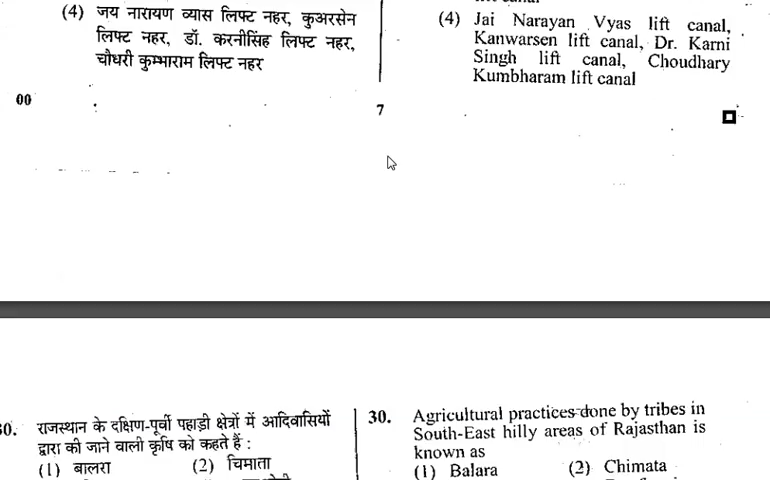 (4) जय नारायण व्यास लिफ्ट नहर, कुअरसेन
लिफ्ट नहर, डॉ. करनीसिंह लिफ्ट नहर,
चौधरी कुम्भाराम लिफ्ट नहर
(4) Jai Narayan Vyas lift canal,
Kanwarsen lift canal, Dr. Karni
Singh lift canal, Choudhary
Kumbharam lift canal
00
7
30. राजस्थान के दक्षिण-पूर्वी पहाड़ी क्षेत्रों में आदिवासियों
द्वारा की जाने वाली कृषि को कहते हैं :
(1) बालरा (2) चिमाता
30. Agricultural practices done by tribes in
South-East hilly areas of Rajasthan is
known as
(1) Balara (2) Chimata